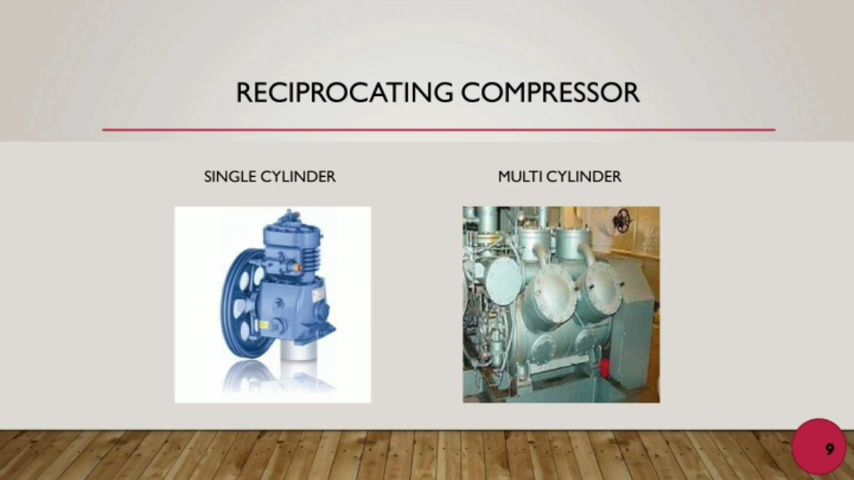 RECIPROCATING COMPRESSOR
SINGLE CYLINDER
MULTI CYLINDER
9